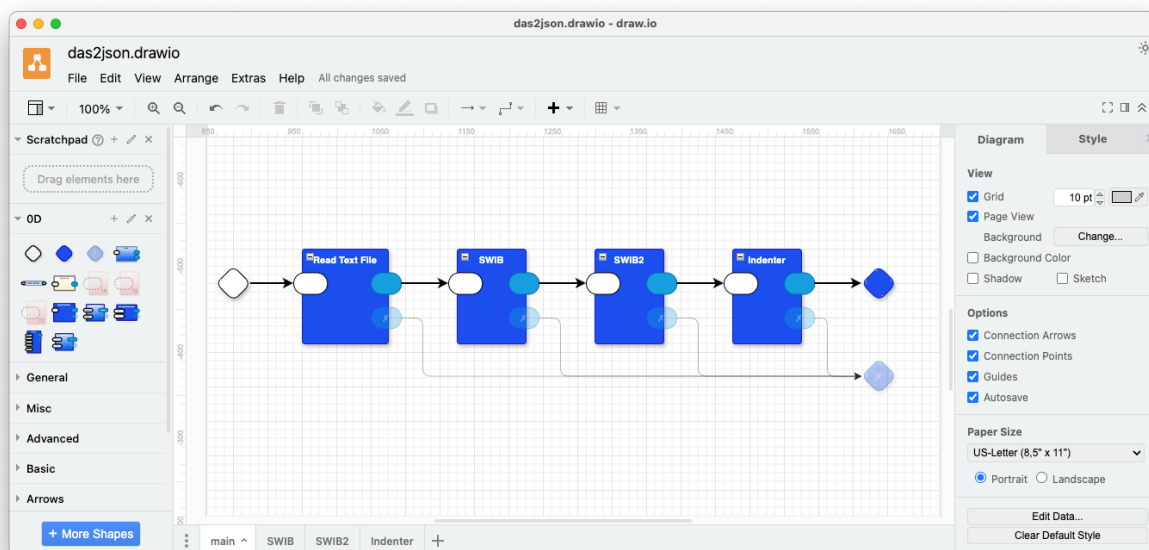 das2json.drawio - draw.io
das2json.drawio
File Edit View Arrange Extras Help All changes saved
100%
Scratchpad
Drag elements here
0D
General
Misc
Advanced
Basic
Arrows
+ More Shapes
850 950 1050 1150 1250 1350 1450 1550 1650
-600
-500
-400
-300
Read Text File
SWIB
SWIB2
Indenter
✗ ✗ ✗ ✗
main SWIB SWIB2 Indenter
Diagram Style
View
Grid 10 pt
Page View
Background Change...
Background Color
Shadow Sketch
Options
Connection Arrows
Connection Points
Guides
Autosave
Paper Size
US-Letter (8,5" x 11")
Portrait Landscape
Edit Data...
Clear Default Style